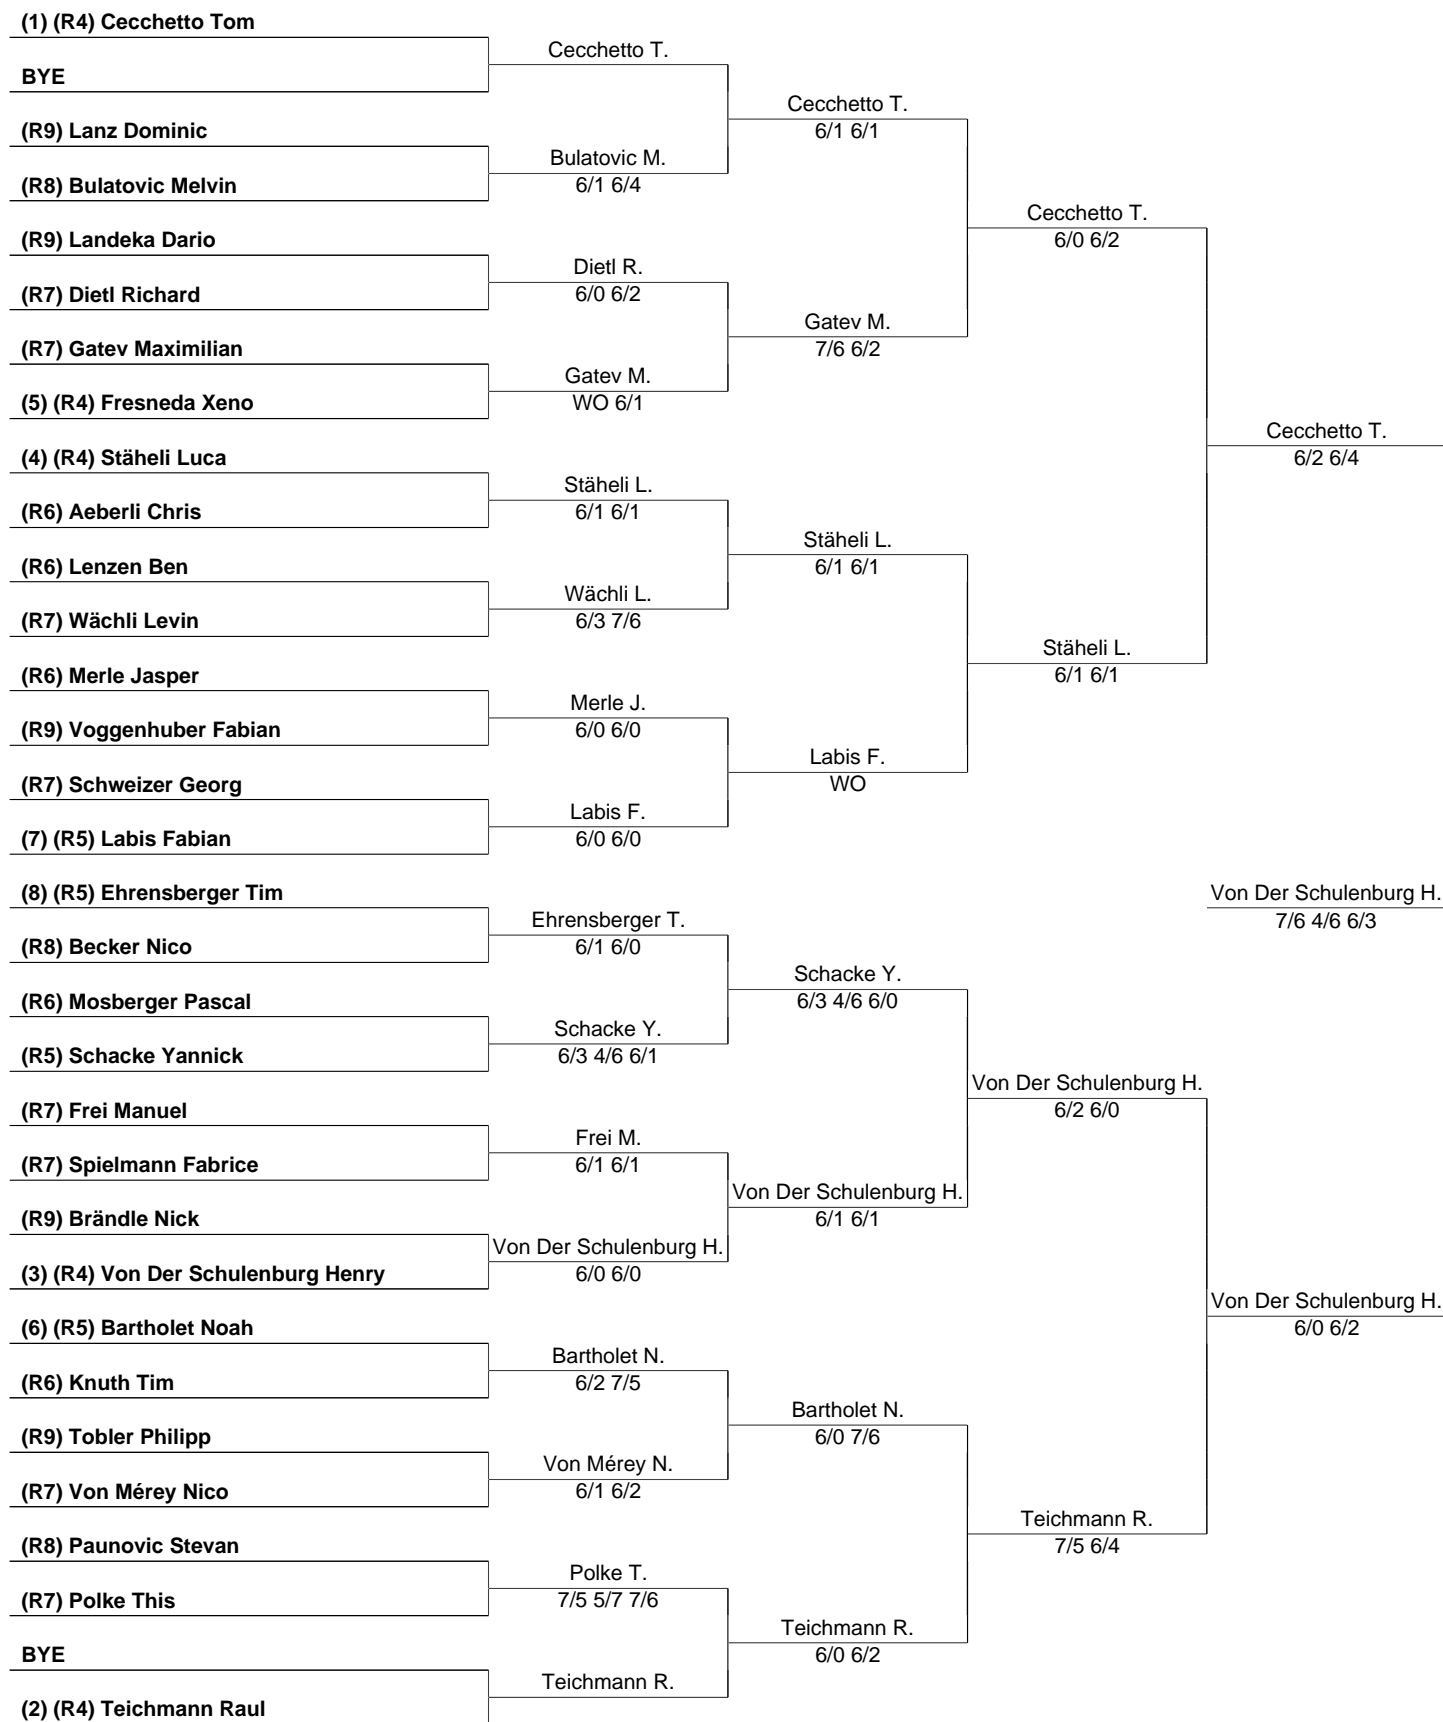 (1) (R4) Cecchetto Tom
Cecchetto T.
BYE
Cecchetto T.
6/1 6/1
(R9) Lanz Dominic
Bulatovic M.
6/1 6/4
(R8) Bulatovic Melvin
Cecchetto T.
6/0 6/2
(R9) Landeka Dario
Dietl R.
6/0 6/2
(R7) Dietl Richard
Gatev M.
7/6 6/2
(R7) Gatev Maximilian
Gatev M.
WO 6/1
(5) (R4) Fresneda Xeno
Cecchetto T.
6/2 6/4
(4) (R4) Stäheli Luca
Stäheli L.
6/1 6/1
(R6) Aeberli Chris
Stäheli L.
6/1 6/1
(R6) Lenzen Ben
Wächli L.
6/3 7/6
(R7) Wächli Levin
Stäheli L.
6/1 6/1
(R6) Merle Jasper
Merle J.
6/0 6/0
(R9) Voggenhuber Fabian
Labis F.
WO
(R7) Schweizer Georg
Labis F.
6/0 6/0
(7) (R5) Labis Fabian
(8) (R5) Ehrensberger Tim
Von Der Schulenburg H.
7/6 4/6 6/3
Ehrensberger T.
6/1 6/0
(R8) Becker Nico
Schacke Y.
6/3 4/6 6/0
(R6) Mosberger Pascal
Schacke Y.
6/3 4/6 6/1
(R5) Schacke Yannick
Von Der Schulenburg H.
6/2 6/0
(R7) Frei Manuel
Frei M.
6/1 6/1
(R7) Spielmann Fabrice
Von Der Schulenburg H.
6/1 6/1
(R9) Brändle Nick
Von Der Schulenburg H.
6/0 6/0
(3) (R4) Von Der Schulenburg Henry
Von Der Schulenburg H.
6/0 6/2
(6) (R5) Bartholet Noah
Bartholet N.
6/2 7/5
(R6) Knuth Tim
Bartholet N.
6/0 7/6
(R9) Tobler Philipp
Von Mérey N.
6/1 6/2
(R7) Von Mérey Nico
Teichmann R.
7/5 6/4
(R8) Paunovic Stevan
Polke T.
7/5 5/7 7/6
(R7) Polke This
Teichmann R.
6/0 6/2
BYE
Teichmann R.
(2) (R4) Teichmann Raul